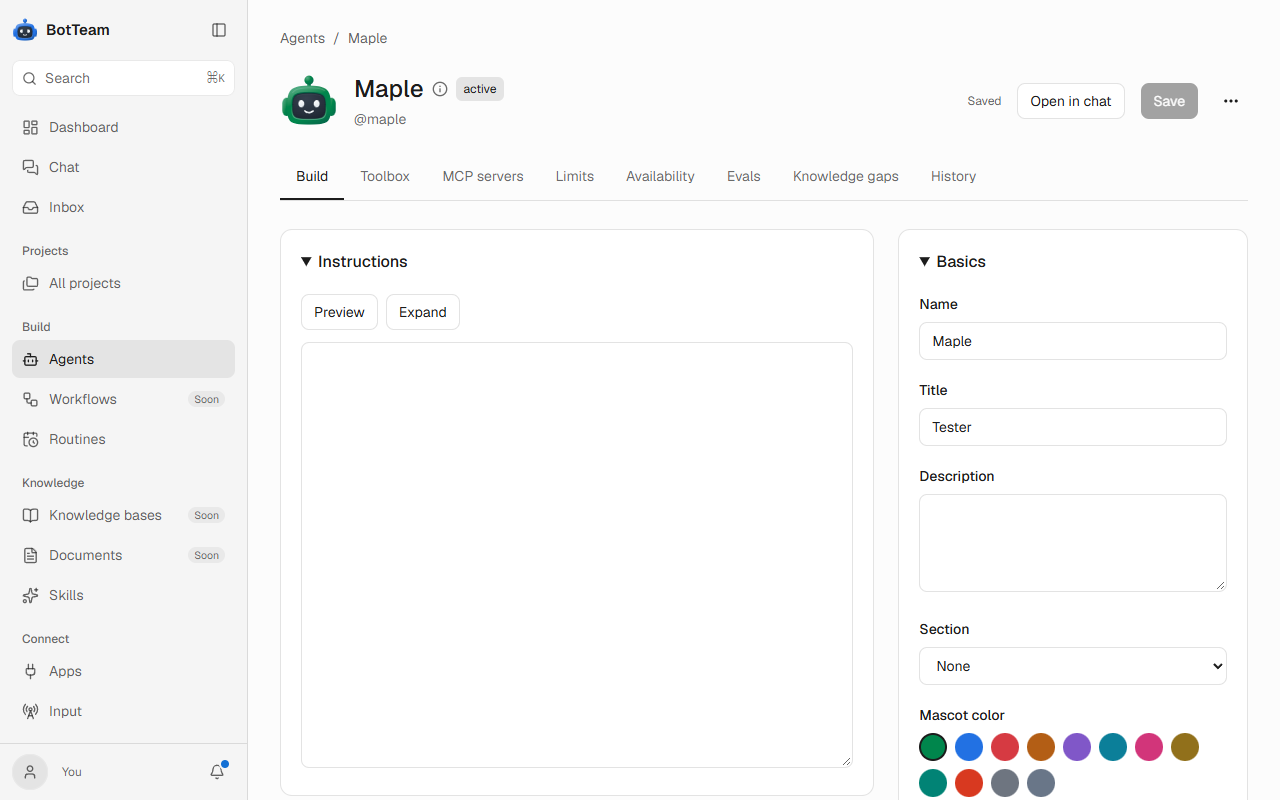 BotTeam
Search ⌘K
Dashboard
Chat
Inbox
Projects
All projects
Build
Agents
Workflows Soon
Routines
Knowledge
Knowledge bases Soon
Documents Soon
Skills
Connect
Apps
Input
You
Agents / Maple
Maple active
@maple
Saved Open in chat Save
Build Toolbox MCP servers Limits Availability Evals Knowledge gaps History
Instructions
Preview Expand
Basics
Name
Maple
Title
Tester
Description
Section
None
Mascot color